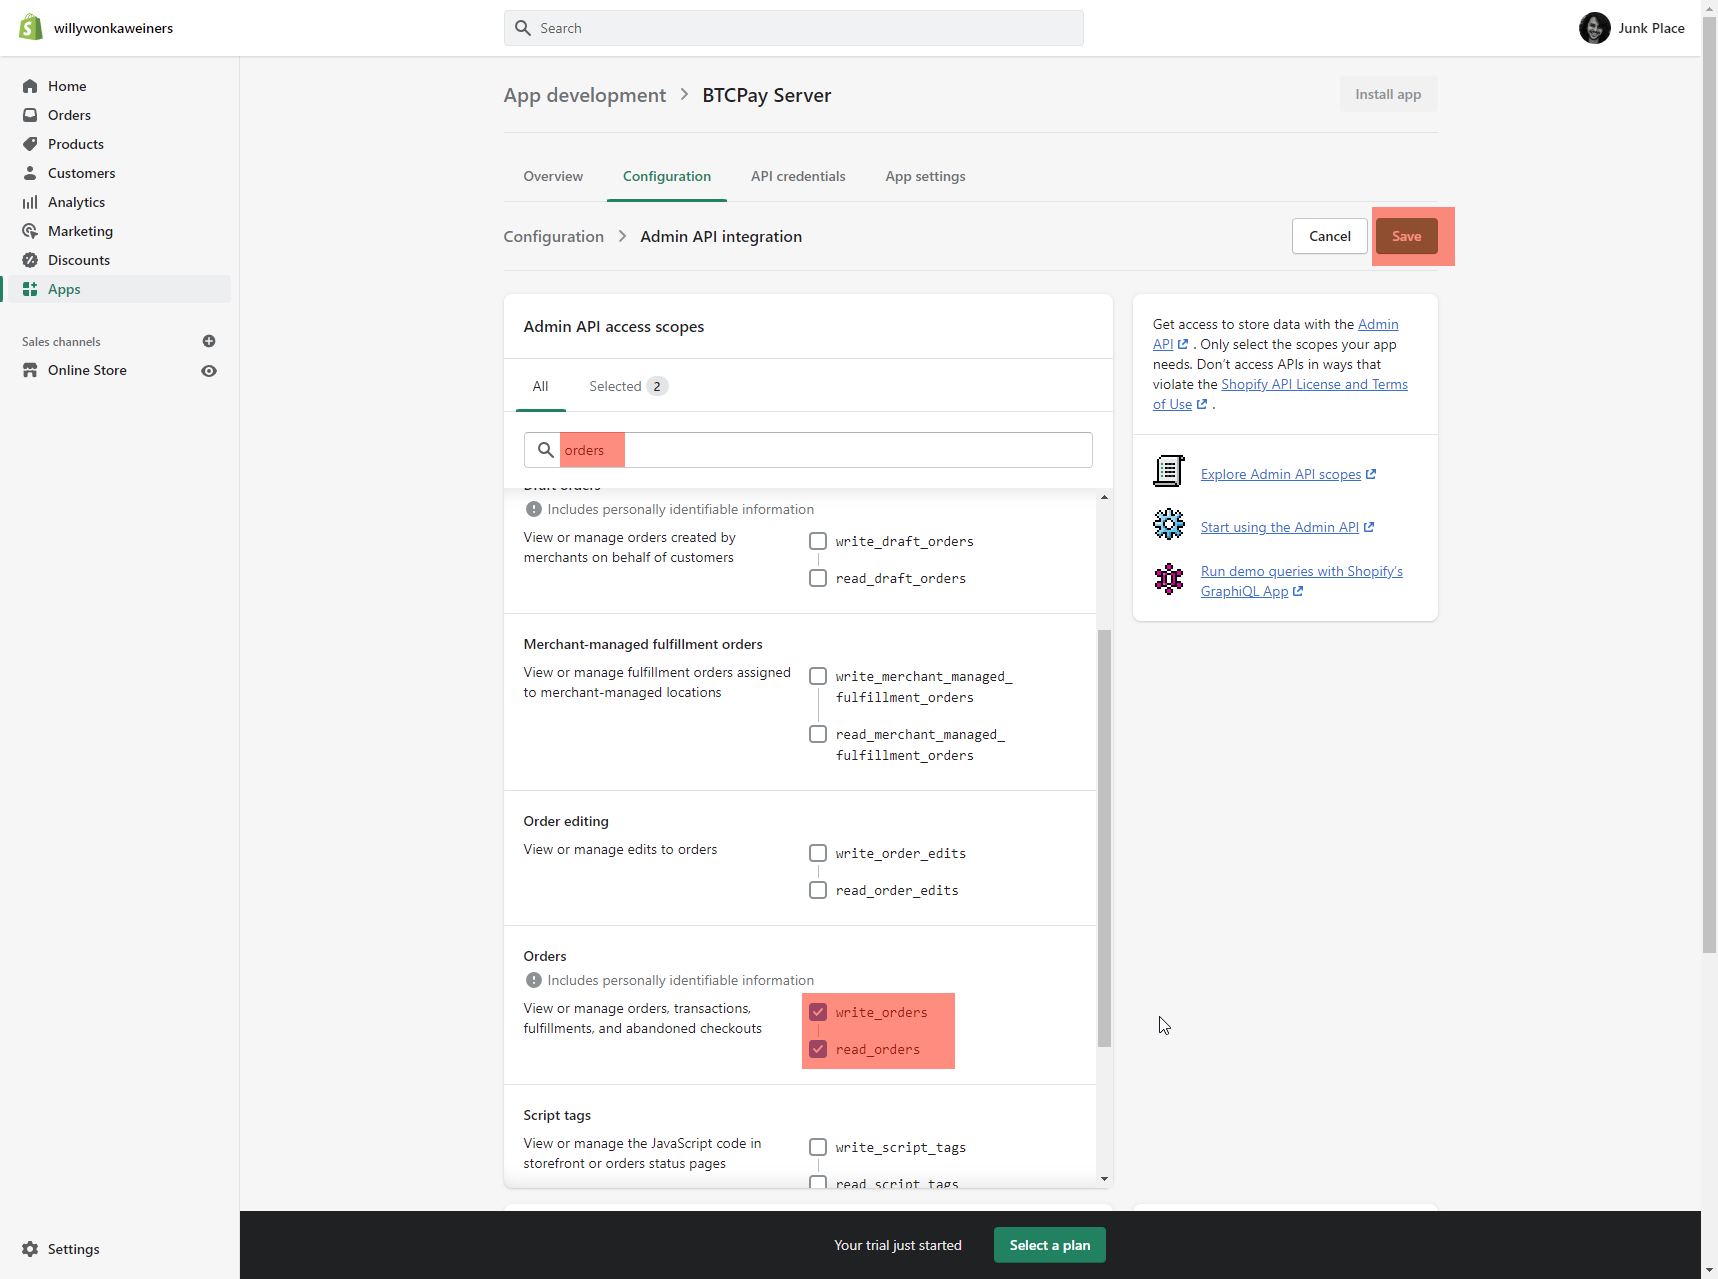 willywonkaweiners
Search
Junk Place
Home
Orders
Products
Customers
Analytics
Marketing
Discounts
Apps
Sales channels
Online Store
Settings
App development > BTCPay Server
Install app
Overview
Configuration
API credentials
App settings
Configuration > Admin API integration
Cancel
Save
Admin API access scopes
All
Selected 2
orders
Draft orders
Includes personally identifiable information
View or manage orders created by
merchants on behalf of customers
write_draft_orders
read_draft_orders
Merchant-managed fulfillment orders
View or manage fulfillment orders assigned
to merchant-managed locations
write_merchant_managed_
fulfillment_orders
read_merchant_managed_
fulfillment_orders
Order editing
View or manage edits to orders
write_order_edits
read_order_edits
Orders
Includes personally identifiable information
View or manage orders, transactions,
fulfillments, and abandoned checkouts
write_orders
read_orders
Script tags
View or manage the JavaScript code in
storefront or orders status pages
write_script_tags
read_script_tags
Get access to store data with the Admin
API . Only select the scopes your app
needs. Don't access APIs in ways that
violate the Shopify API License and Terms
of Use .
Explore Admin API scopes
Start using the Admin API
Run demo queries with Shopify's
GraphiQL App
Your trial just started
Select a plan